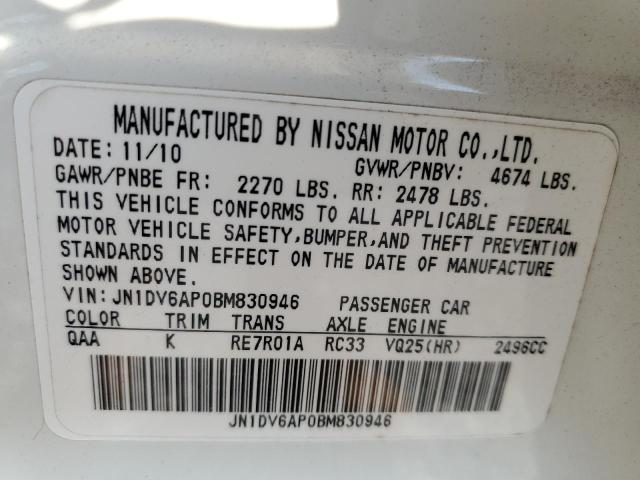 MANUFACTURED BY NISSAN MOTOR CO.,LTD.
DATE: 11/10 GVWR/PNBV: 4674 LBS.
GAWR/PNBE FR: 2270 LBS. RR: 2478 LBS.
THIS VEHICLE CONFORMS TO ALL APPLICABLE FEDERAL
MOTOR VEHICLE SAFETY,BUMPER,AND THEFT PREVENTION
STANDARDS IN EFFECT ON THE DATE OF MANUFACTURE
SHOWN ABOVE.
VIN: JN1DV6AP0BM830946 PASSENGER CAR
COLOR TRIM TRANS AXLE ENGINE
QAA K RE7R01A RC33 VQ25(HR) 2496CC
JN1DV6AP0BM830946